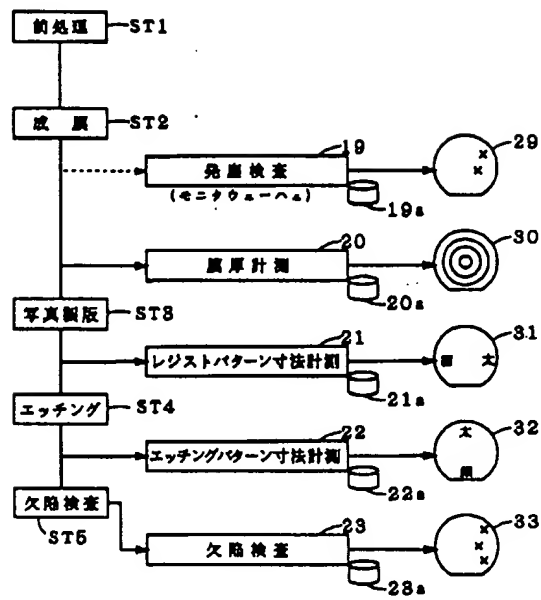 前処理 ST1
成膜 ST2
発塵検査 19 29
(モニタウェーハ)
19a
膜厚計測 20 30
20a
写真製版 ST3
レジストパターン寸法計測 21 31
細 太
21a
エッチング ST4
エッチングパターン寸法計測 22 32
太
細
22a
欠陥検査 ST5
欠陥検査 23 33
23a